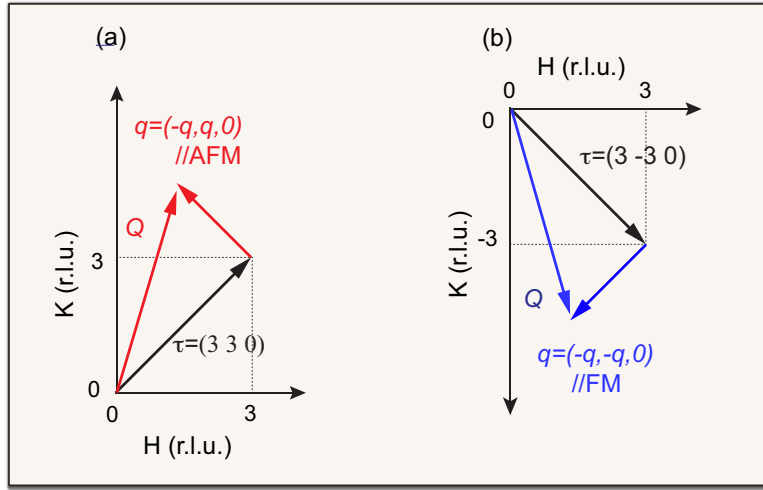 (a)
q=(-q,q,0)
//AFM
Q
3
K (r.l.u.)
τ=(3 3 0)
0
0
3
H (r.l.u.)
(b)
H (r.l.u.)
0
3
0
τ=(3 -3 0)
-3
K (r.l.u.)
Q
q=(-q,-q,0)
//FM